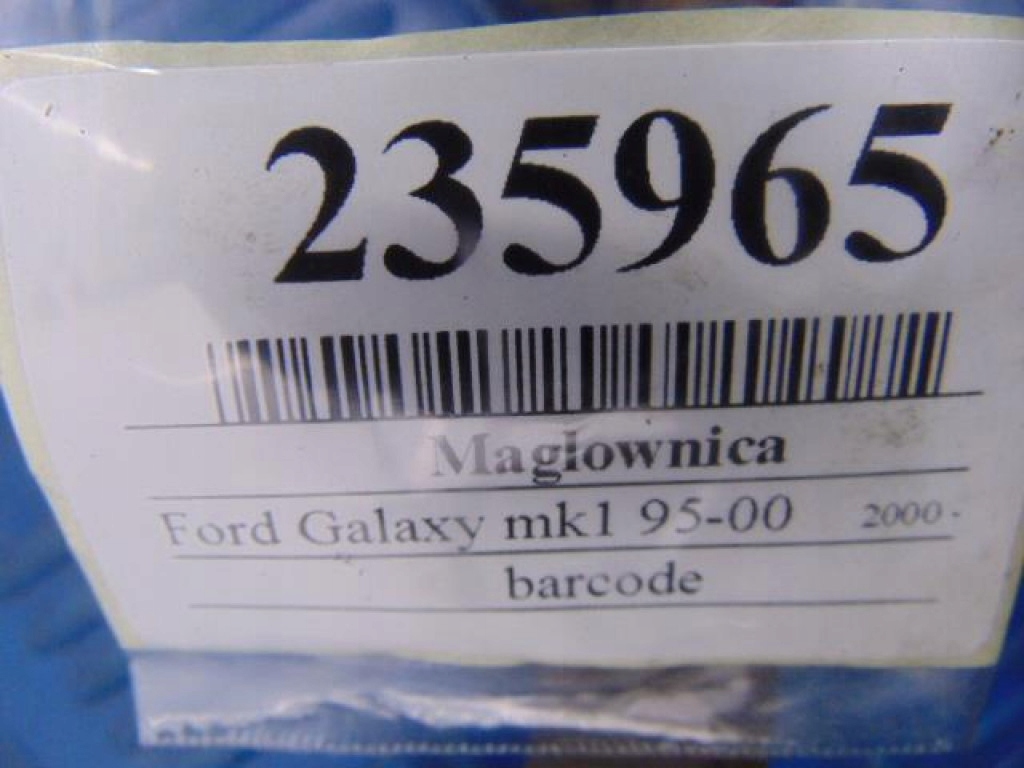 235965
Maglownica
Ford Galaxy mk1 95-00 2000 -
barcode